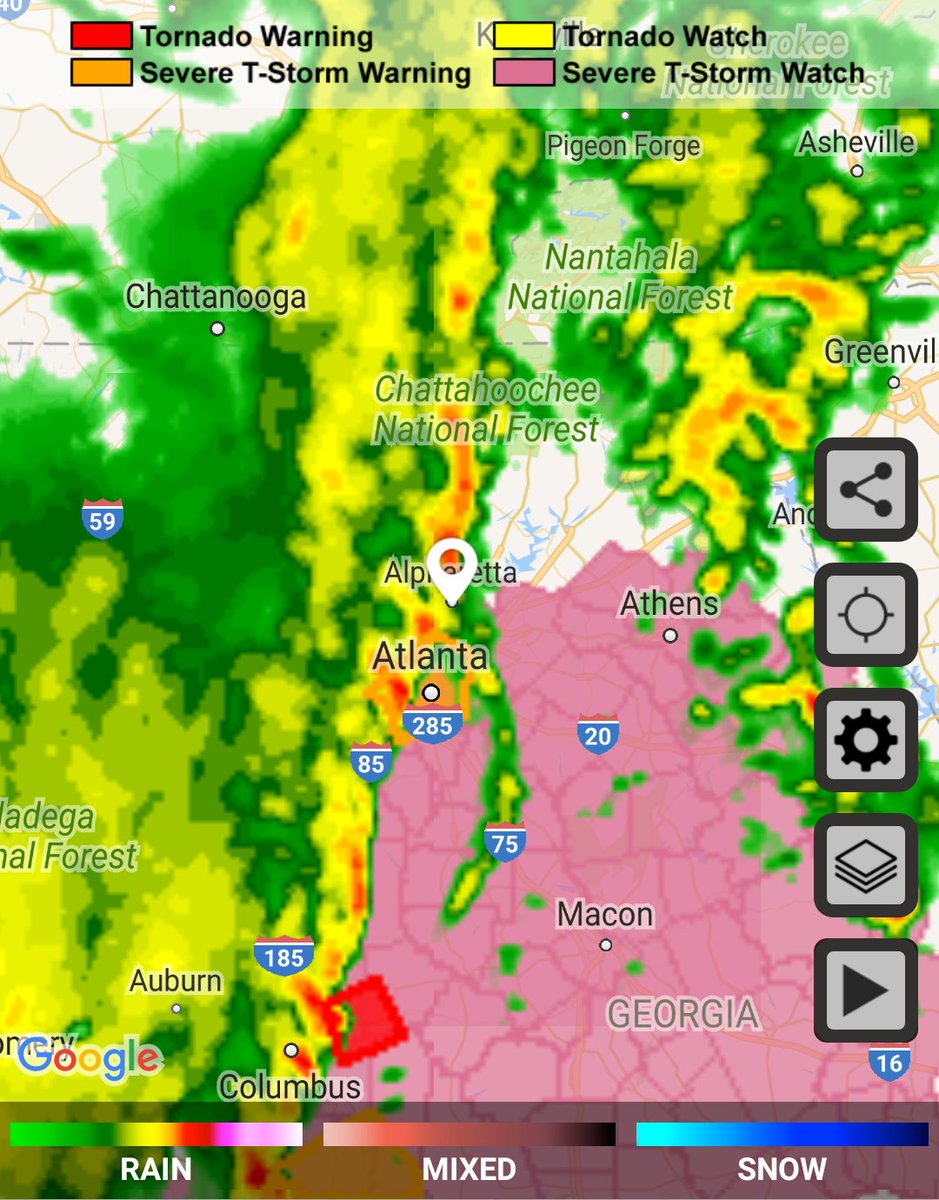 40
Tornado Warning
Tornado Watch
Severe T-Storm Warning
Severe T-Storm Watch
Cherokee
National Forest
Pigeon Forge
Asheville
Nantahala
National Forest
Chattanooga
Greenvil
Chattahoochee
National Forest
59
Alpharetta
Athens
Atlanta
285
20
85
ladega
nal Forest
75
Macon
185
Auburn
GEORGIA
Google
16
Columbus
RAIN
MIXED
SNOW